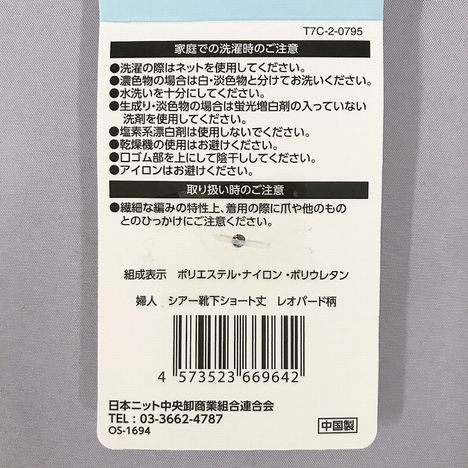 T7C-2-0795
家庭での洗濯時のご注意
●洗濯の際はネットを使用してください。
●濃色物の場合は白・淡色物と分けてお洗いください。
●水洗いを十分にしてください。
●生成り・淡色物の場合は蛍光増白剤の入っていない
洗剤を使用してください。
●塩素系漂白剤は使用しないでください。
●乾燥機の使用はお避けください。
●口ゴム部を上にして陰干ししてください。
●アイロンはお避けください。
取り扱い時のご注意
●繊細な編みの特性上、着用の際に爪や他のもの
とのひっかけにご注意ください。
組成表示 ポリエステル・ナイロン・ポリウレタン
婦人 シアー靴下ショート丈 レオパード柄
4 573523 669642
日本ニット中央卸商業組合連合会
TEL: 03-3662-4787
OS-1694
中国製